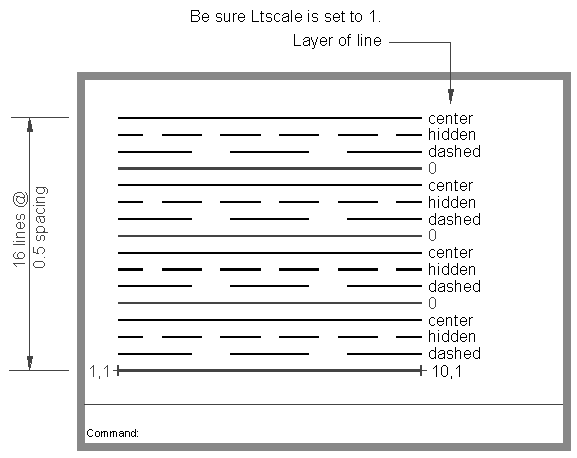 Be sure Ltscale is set to 1.
Layer of line
center
hidden
dashed
0
center
hidden
dashed
0
center
hidden
dashed
0
center
hidden
dashed
1,1
10,1
16 lines @
0.5 spacing
Command: